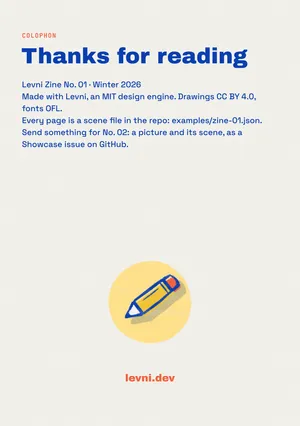 COLOPHON
Thanks for reading
Levni Zine No. 01 · Winter 2026
Made with Levni, an MIT design engine. Drawings CC BY 4.0,
fonts OFL.
Every page is a scene file in the repo: examples/zine-01.json.
Send something for No. 02: a picture and its scene, as a
Showcase issue on GitHub.
levni.dev